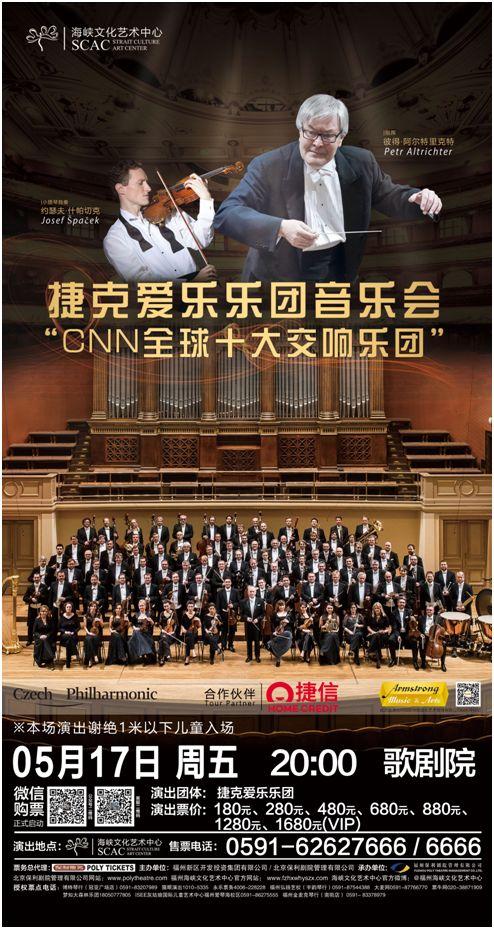 海峡文化艺术中心
SCAC STRAIT CULTURE ART CENTER
指挥
彼得·阿尔特里克特
Petr Altrichter
小提琴独奏
约瑟夫·什帕切克
Josef Špaček
捷克爱乐乐团音乐会
“CNN全球十大交响乐团”
Czech Philharmonic
合作伙伴
Tour Partner
捷信
HOME CREDIT
Armstrong
Music & Arts
※本场演出谢绝1米以下儿童入场
05月17日 周五 20:00 歌剧院
微信
购票
正式启动
演出团体： 捷克爱乐乐团
演出票价：180元、280元、480元、680元、880元、
1280元、1680元(VIP)
演出地点： 海峡文化艺术中心 SCAC STRAIT CULTURE ART CENTER 售票电话： 0591-62627666 / 6666
票务总代理： POLY TICKETS 主办单位：福州新区开发投资集团有限公司 / 北京保利剧院管理有限公司 承办单位： 福州保利剧院管理有限公司
北京保利剧院管理有限公司网站：www.polytheatre.com 福州海峡文化艺术中心官方网站：www.fzhxwhyszx.com 海峡文化艺术中心官方微博：@福州海峡文化艺术中心
授权票点电话：